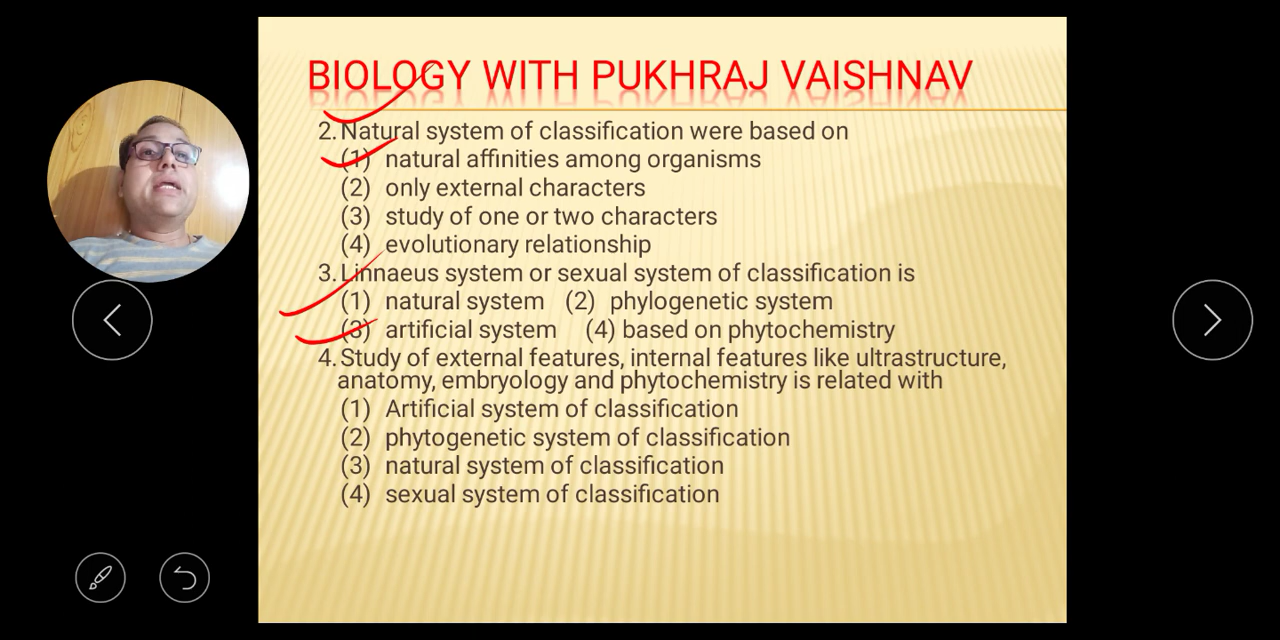 BIOLOGY WITH PUKHRAJ VAISHNAV
2. Natural system of classification were based on
(1) natural affinities among organisms
(2) only external characters
(3) study of one or two characters
(4) evolutionary relationship
3. Linnaeus system or sexual system of classification is
(1) natural system (2) phylogenetic system
(3) artificial system (4) based on phytochemistry
4. Study of external features, internal features like ultrastructure,
anatomy, embryology and phytochemistry is related with
(1) Artificial system of classification
(2) phytogenetic system of classification
(3) natural system of classification
(4) sexual system of classification